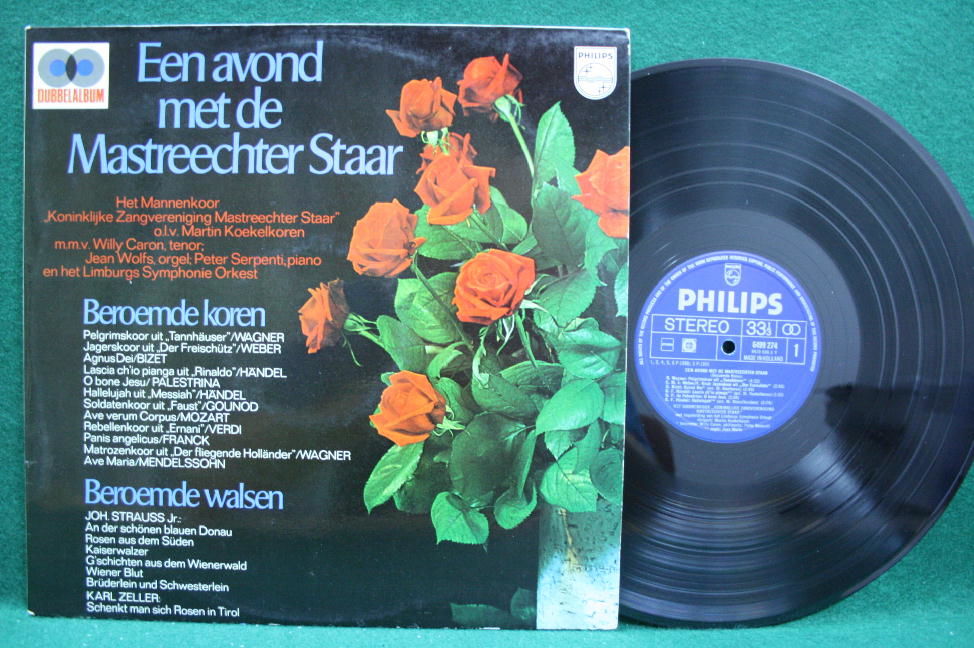 DUBBELALBUM
PHILIPS
Een avond
met de
Mastreechter Staar
Het Mannenkoor
„Koninklijke Zangvereniging Mastreechter Staar”
o.l.v. Martin Koekelkoren
m.m.v. Willy Caron, tenor;
Jean Wolfs, orgel; Peter Serpenti, piano
en het Limburgs Symphonie Orkest
Beroemde koren
Pelgrimskoor uit „Tannhäuser”/WAGNER
Jagerskoor uit „Der Freischütz”/WEBER
Agnus Dei/BIZET
Lascia ch'io pianga uit „Rinaldo”/HÄNDEL
O bone Jesu/PALESTRINA
Hallelujah uit „Messiah”/HÄNDEL
Soldatenkoor uit „Faust”/GOUNOD
Ave verum Corpus/MOZART
Rebellenkoor uit „Ernani”/VERDI
Panis angelicus/FRANCK
Matrozenkoor uit „Der fliegende Holländer”/WAGNER
Ave Maria/MENDELSSOHN
Beroemde walsen
JOH. STRAUSS Jr.:
An der schönen blauen Donau
Rosen aus dem Süden
Kaiserwalzer
G'schichten aus dem Wienerwald
Wiener Blut
Brüderlein und Schwesterlein
KARL ZELLER:
Schenkt man sich Rosen in Tirol
PHILIPS
PHILIPS
STEREO 33⅓
6499 274
MADE IN HOLLAND
1
EEN AVOND MET DE MASTREECHTER STAAR